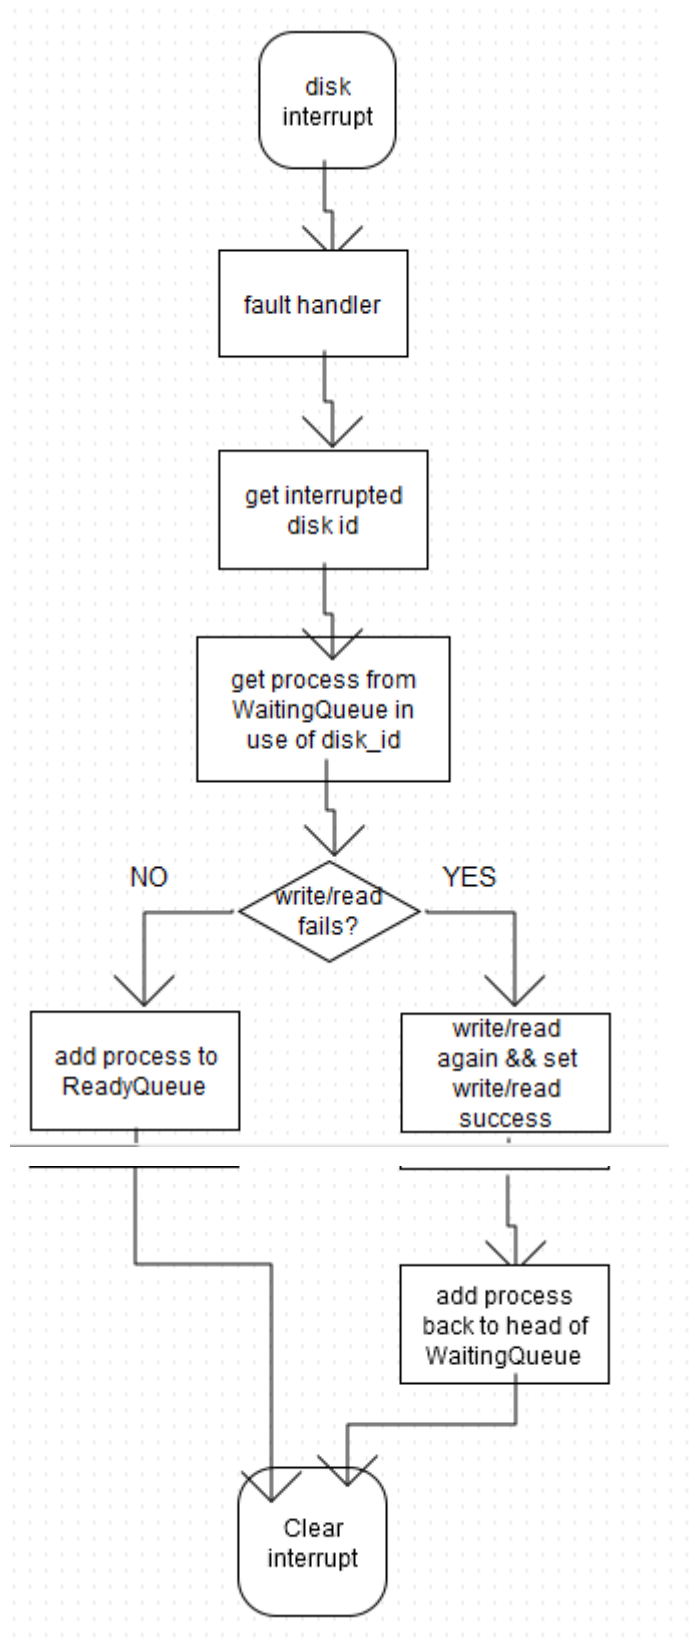 disk
interrupt
fault handler
get interrupted
disk id
get process from
WaitingQueue in
use of disk_id
NO
YES
write/read
fails?
add process to
ReadyQueue
write/read
again && set
write/read
success
add process
back to head of
WaitingQueue
Clear
interrupt